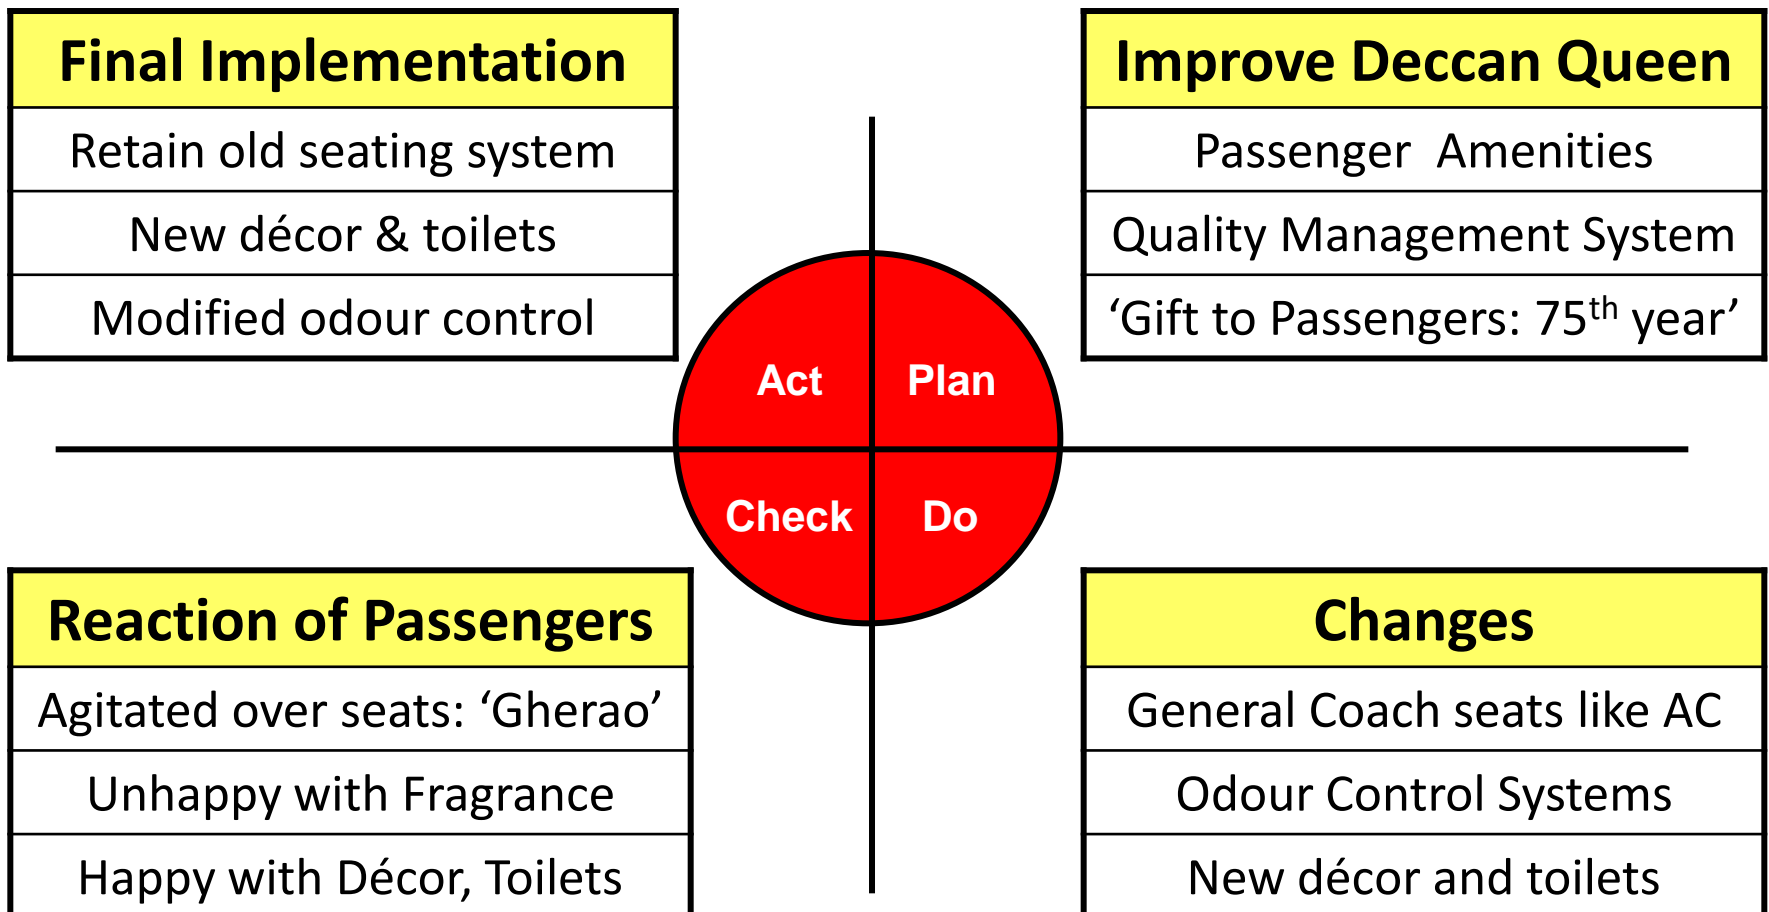 Final Implementation
Retain old seating system
New décor & toilets
Modified odour control
Improve Deccan Queen
Passenger  Amenities
Quality Management System
‘Gift to Passengers: 75th year’
Act
Plan
Check
Do
Reaction of Passengers
Agitated over seats: ‘Gherao’
Unhappy with Fragrance
Happy with Décor, Toilets
Changes
General Coach seats like AC
Odour Control Systems
New décor and toilets